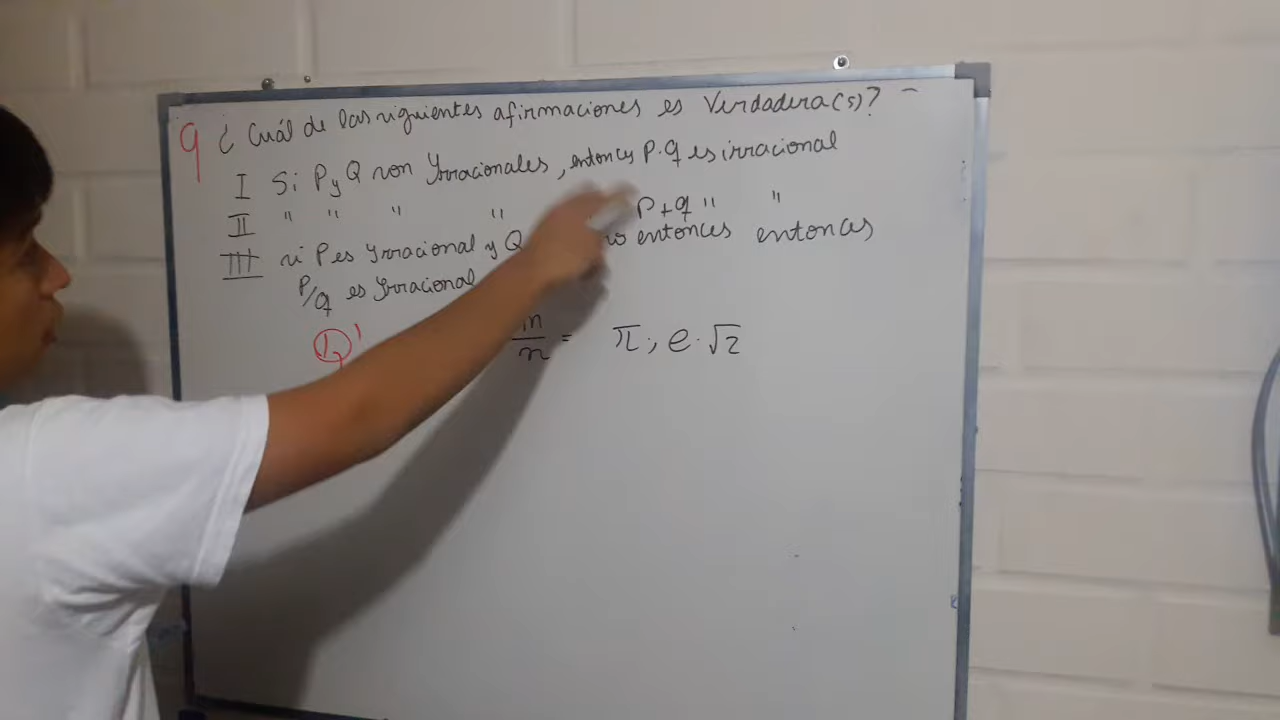 9 ¿Cuál de las siguientes afirmaciones es Verdadera(s)?
I Si P y Q son Irracionales, entonces P.q es irracional
II " " " " P+q " "
III si P es Irracional y Q no entonces entonces
P/q es Irracional
Q' m/n = π, e. √2